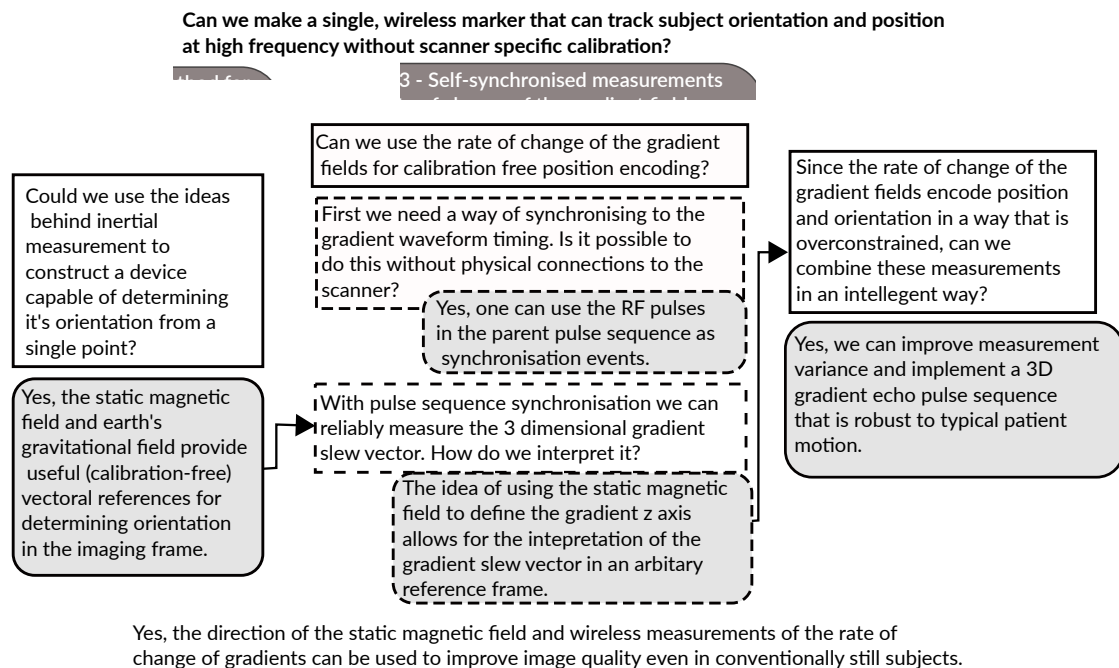 Can we make a single, wireless marker that can track subject orientation and position
at high frequency without scanner specific calibration?
3 - Self-synchronised measurements
Could we use the ideas
behind inertial
measurement to
construct a device
capable of determining
it's orientation from a
single point?
Yes, the static magnetic
field and earth's
gravitational field provide
useful (calibration-free)
vectoral references for
determining orientation
in the imaging frame.
Can we use the rate of change of the gradient
fields for calibration free position encoding?
First we need a way of synchronising to the
gradient waveform timing. Is it possible to
do this without physical connections to the
scanner?
Yes, one can use the RF pulses
in the parent pulse sequence as
synchronisation events.
With pulse sequence synchronisation we can
reliably measure the 3 dimensional gradient
slew vector. How do we interpret it?
The idea of using the static magnetic
field to define the gradient z axis
allows for the intepretation of the
gradient slew vector in an arbitary
reference frame.
Since the rate of change of the
gradient fields encode position
and orientation in a way that is
overconstrained, can we
combine these measurements
in an intellegent way?
Yes, we can improve measurement
variance and implement a 3D
gradient echo pulse sequence
that is robust to typical patient
motion.
Yes, the direction of the static magnetic field and wireless measurements of the rate of
change of gradients can be used to improve image quality even in conventionally still subjects.